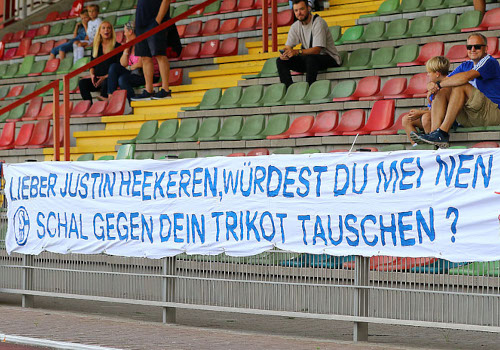 LIEBER JUSTIN HEEKEREN, WÜRDEST DU MEINEN
SCHAL GEGEN DEIN TRIKOT TAUSCHEN ?